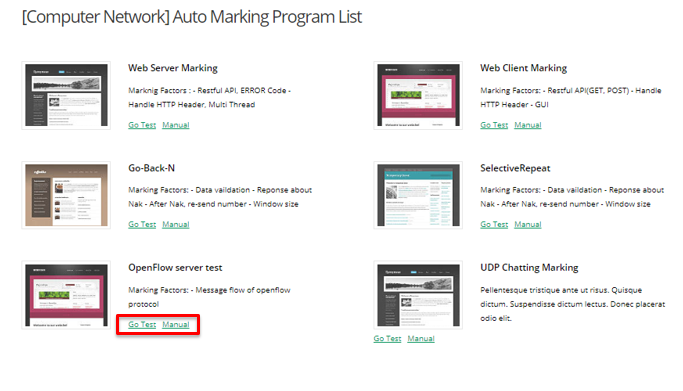 [Computer Network] Auto Marking Program List
Web Server Marking
Marknig Factors : - Restful API, ERROR Code -
Handle HTTP Header, Multi Thread
Go Test Manual
Web Client Marking
Marking Factors : - Restful API(GET, POST) - Handle
HTTP Header - GUI
Go Test Manual
Go-Back-N
Marking Factors: - Data vaildation - Reponse about
Nak - After Nak, re-send number - Window size
Go Test Manual
SelectiveRepeat
Marking Factors: - Data vaildation - Reponse about
Nak - After Nak, re-send number - Window size
Go Test Manual
OpenFlow server test
Marking Factors: - Message flow of openflow
protocol
Go Test Manual
UDP Chatting Marking
Pellentesque tristique ante ut risus. Quisque
dictum. Suspendisse dictum lectus. Donec placerat
odio elit.
Go Test Manual